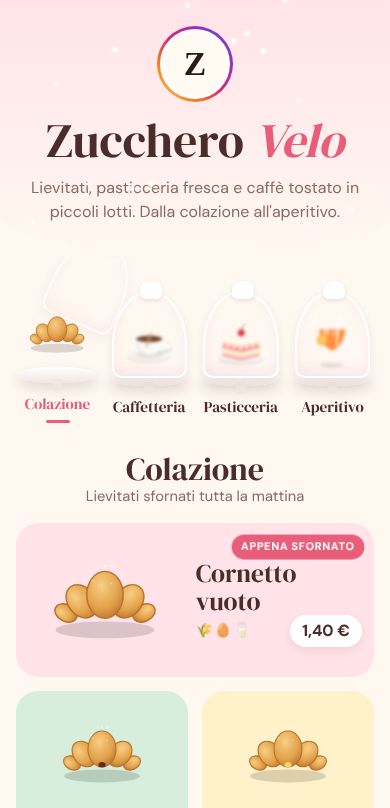 Z
Zucchero Velo
Lievitati, pasticceria fresca e caffè tostato in
piccoli lotti. Dalla colazione all'aperitivo.
Colazione
Caffetteria
Pasticceria
Aperitivo
Colazione
Lievitati sfornati tutta la mattina
APPENA SFORNATO
Cornetto
vuoto
1,40 €